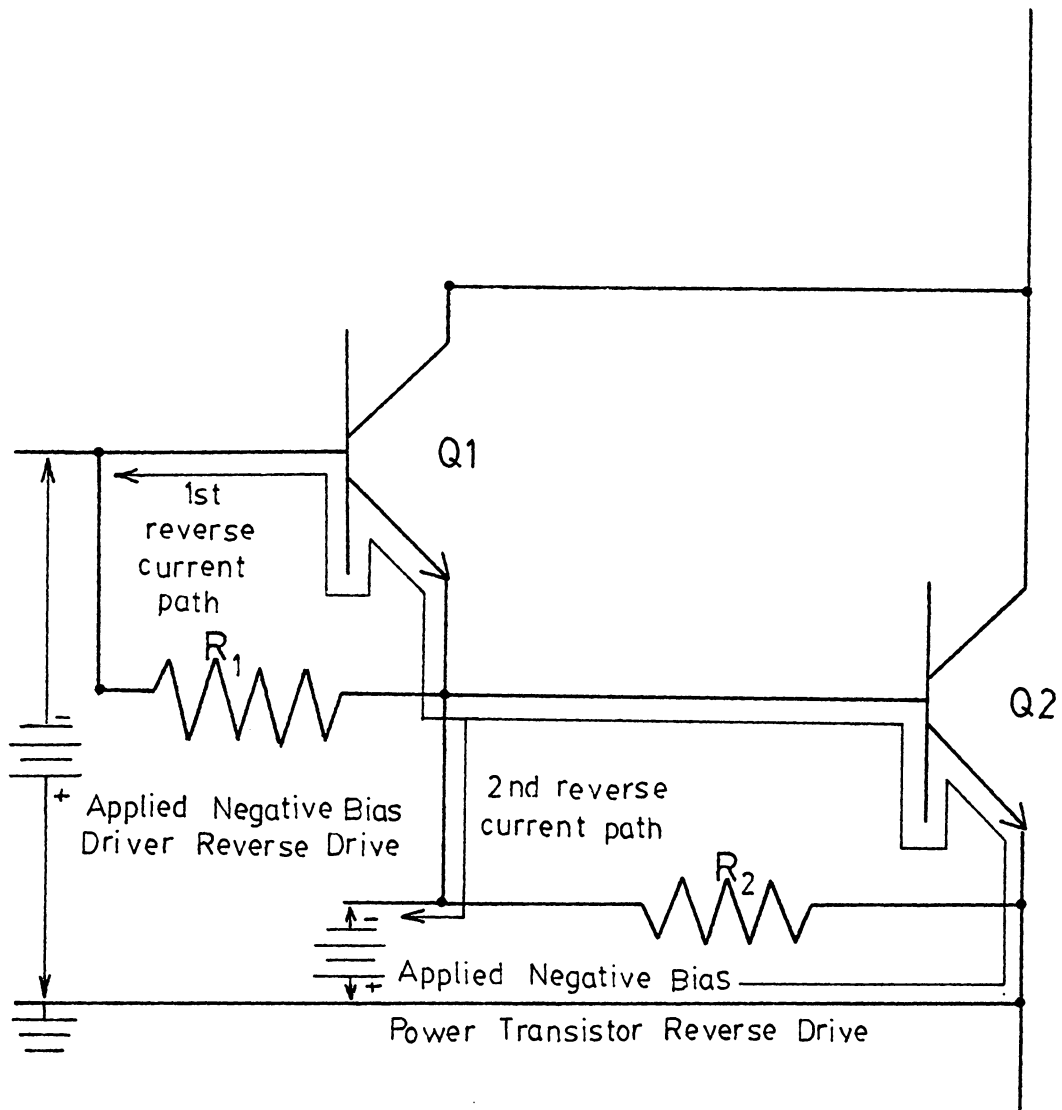 Q1
1st
reverse
current
path
R1
Q2
-
+
2nd reverse
current path
Applied Negative Bias
Driver Reverse Drive
R2
-
+
Applied Negative Bias
Power Transistor Reverse Drive